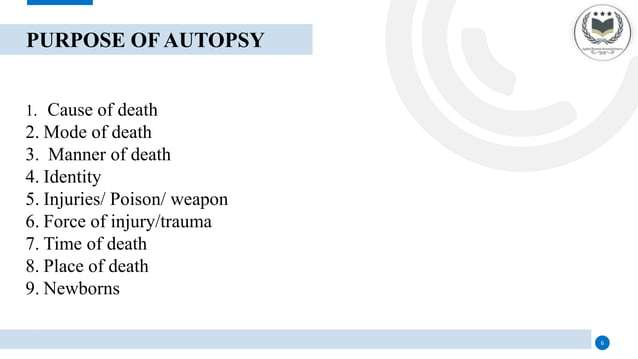 PURPOSE OF AUTOPSY
1. Cause of death
2. Mode of death
3. Manner of death
4. Identity
5. Injuries/ Poison/ weapon
6. Force of injury/trauma
7. Time of death
8. Place of death
9. Newborns